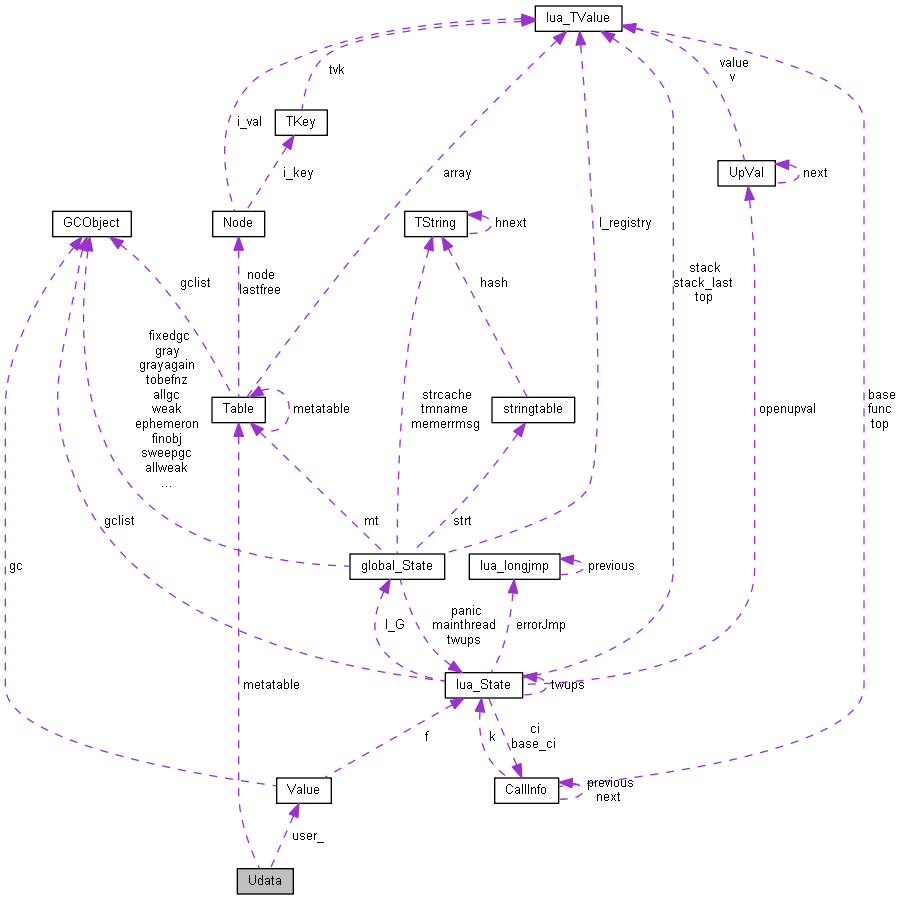 lua_TValue
tvk
value
v
i_val
TKey
i_key
array
UpVal
next
GCObject
Node
TString
hnext
l_registry
node
lastfree
gclist
hash
stack
stack_last
top
fixedgc
gray
grayagain
tobefnz
allgc
weak
ephemeron
finobj
sweepgc
allweak
...
Table
metatable
strcache
tmname
memerrmsg
stringtable
openupval
base
func
top
gclist
mt
strt
gc
global_State
lua_longjmp
previous
l_G
panic
mainthread
twups
errorJmp
metatable
lua_State
twups
f
k
ci
base_ci
Value
CallInfo
previous
next
user_
Udata